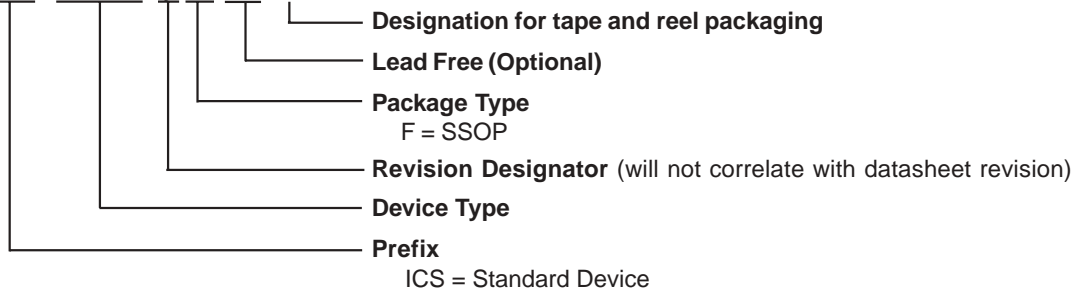 Designation for tape and reel packaging
Lead Free (Optional)
Package Type
F = SSOP
Revision Designator (will not correlate with datasheet revision)
Device Type
Prefix
ICS = Standard Device